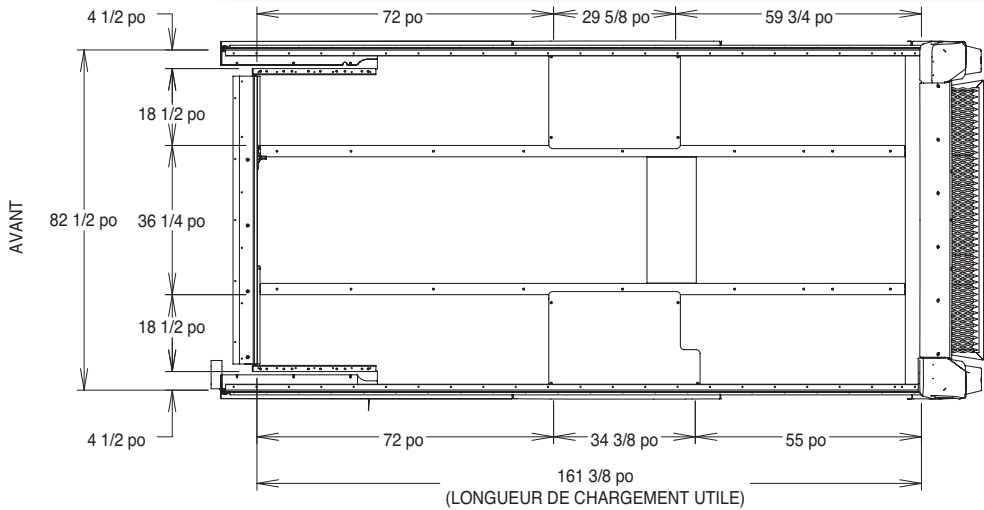 72 po
29 5/8 po
59 3/4 po
4 1/2 po
18 1/2 po
AVANT
82 1/2 po
36 1/4 po
18 1/2 po
4 1/2 po
72 po
34 3/8 po
55 po
161 3/8 po
(LONGUEUR DE CHARGEMENT UTILE)